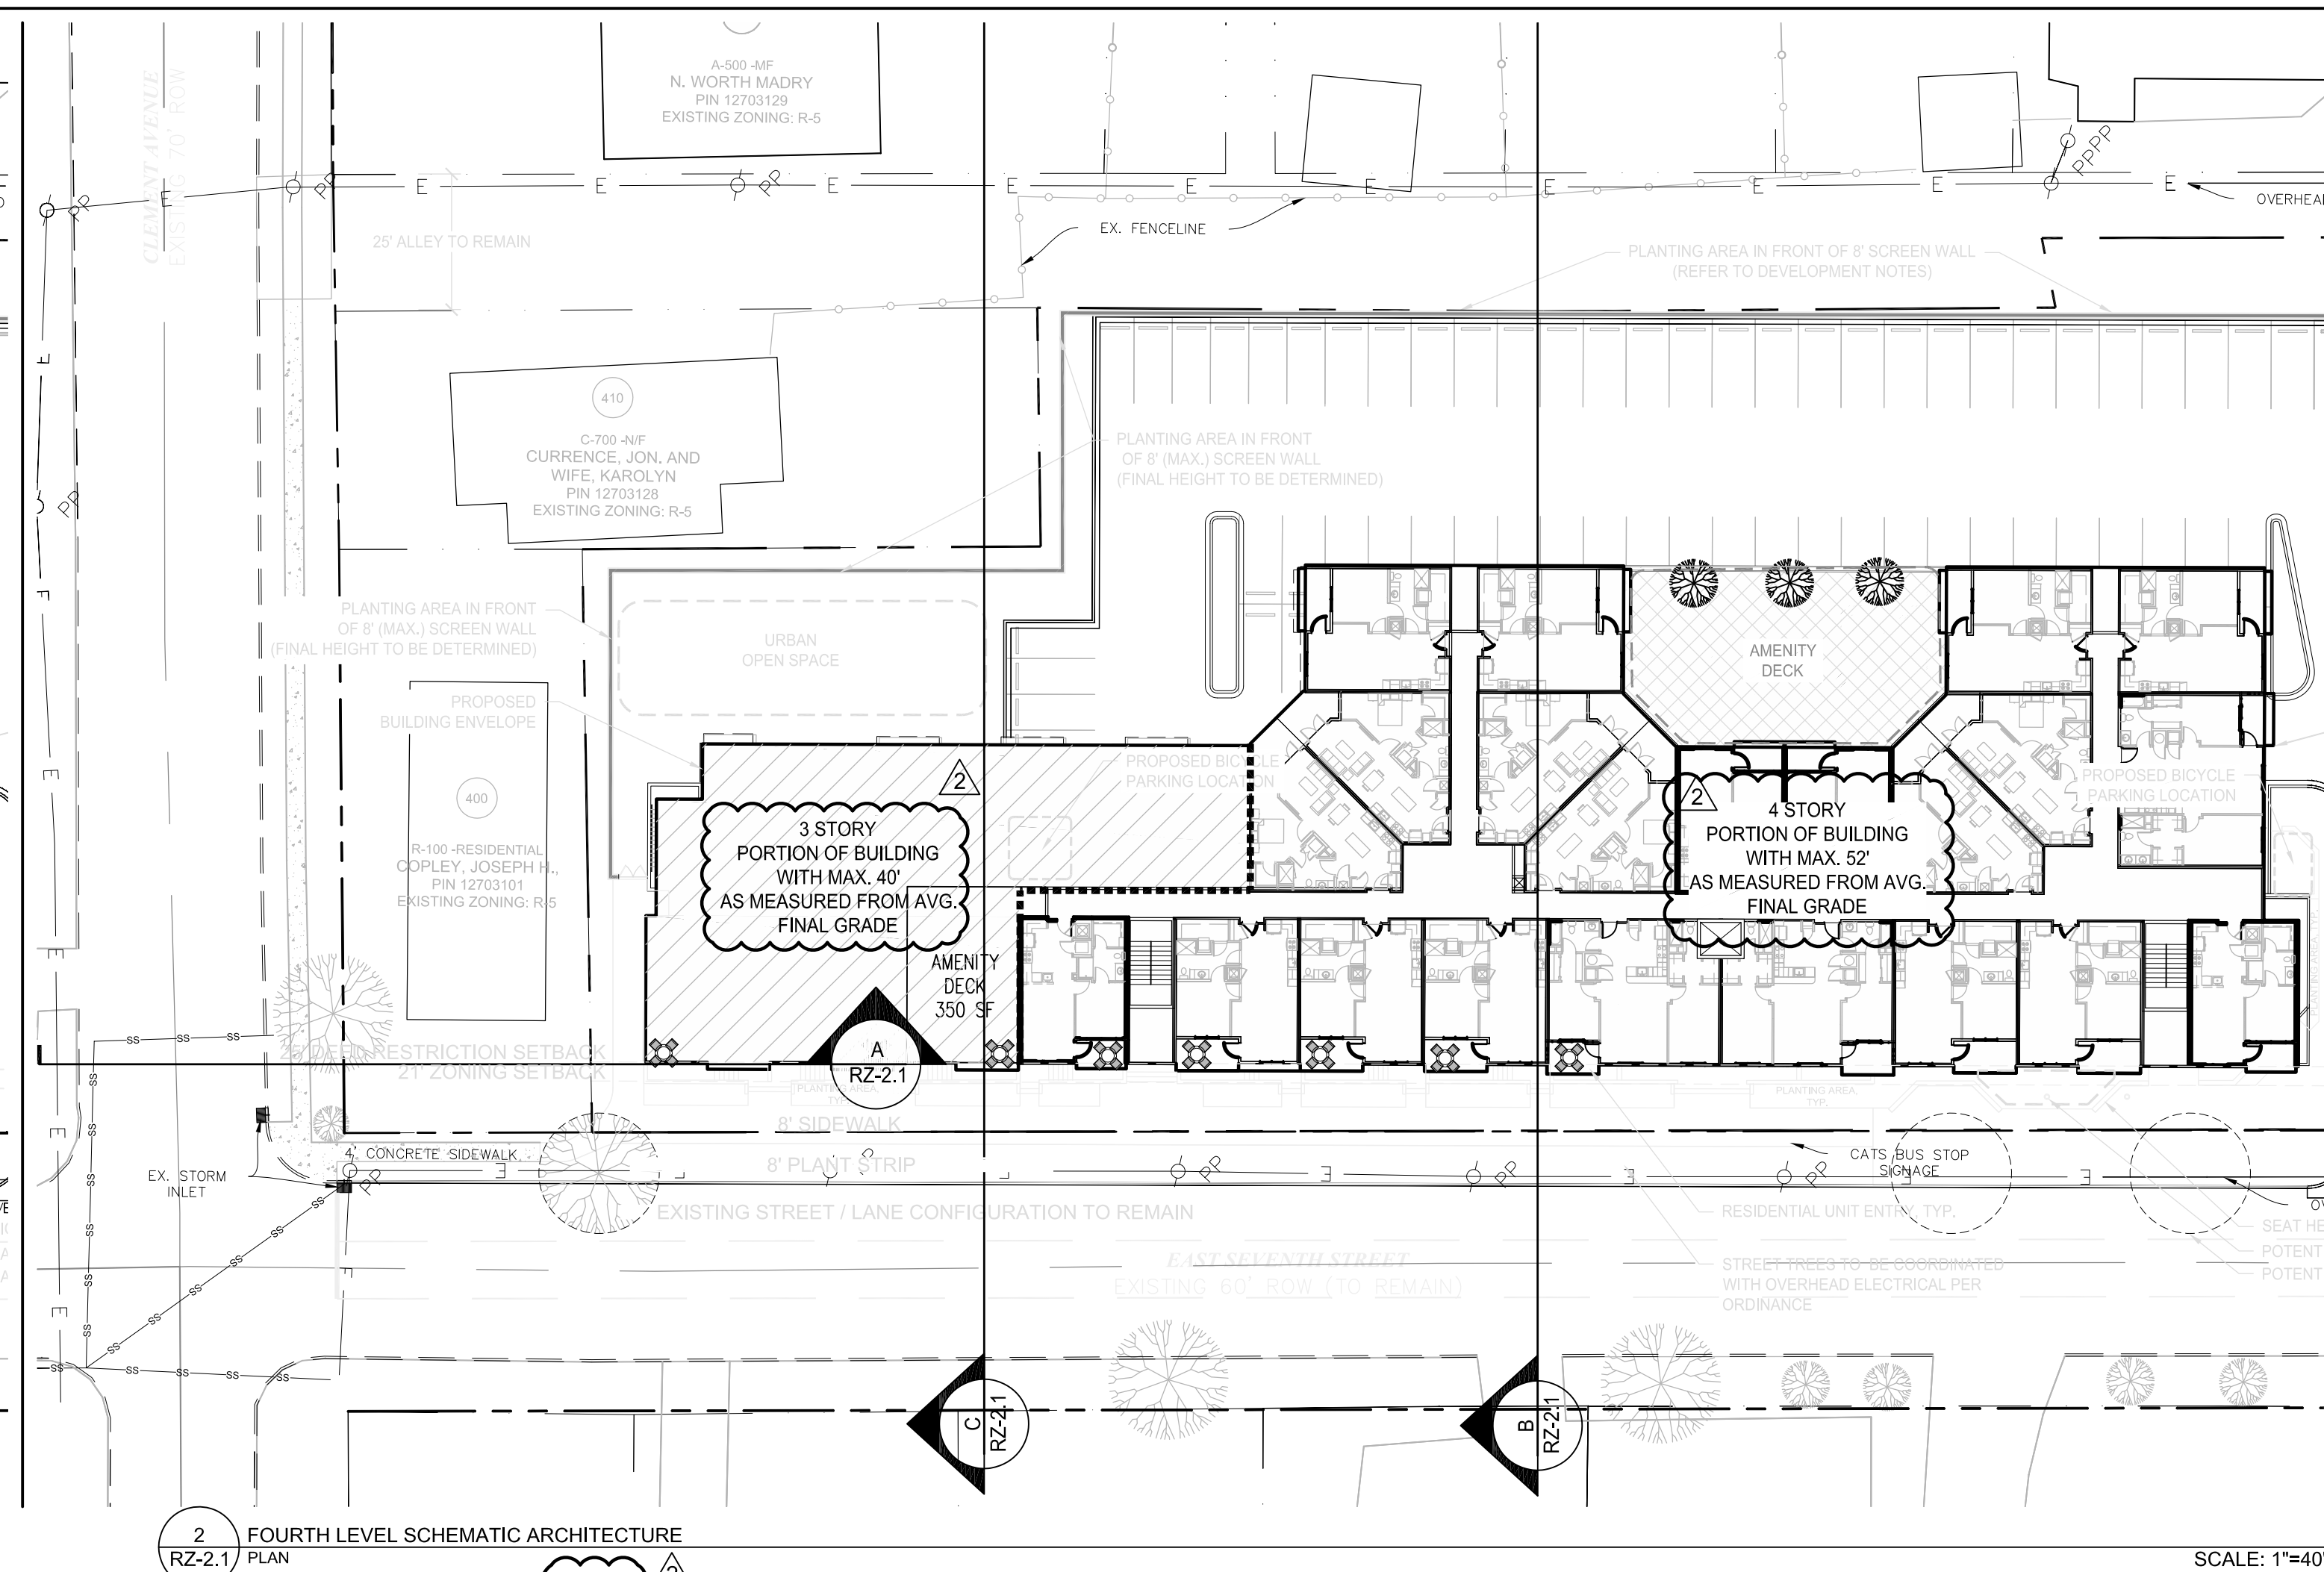 A-500 -MF
N. WORTH MADRY
PIN 12703129
EXISTING ZONING: R-5
CLEMENT AVENUE
EXISTING 70' ROW
25' ALLEY TO REMAIN
EX. FENCELINE
PLANTING AREA IN FRONT OF 8' SCREEN WALL
(REFER TO DEVELOPMENT NOTES)
410
C-700 -N/F
CURRENCE, JON. AND
WIFE, KAROLYN
PIN 12703128
EXISTING ZONING: R-5
PLANTING AREA IN FRONT
OF 8' (MAX.) SCREEN WALL
(FINAL HEIGHT TO BE DETERMINED)
PLANTING AREA IN FRONT
OF 8' (MAX.) SCREEN WALL
(FINAL HEIGHT TO BE DETERMINED)
URBAN
OPEN SPACE
AMENITY
DECK
PROPOSED
BUILDING ENVELOPE
PROPOSED BICYCLE
PARKING LOCATION
PROPOSED BICYCLE
PARKING LOCATION
400
R-100 -RESIDENTIAL
COPLEY, JOSEPH H.,
PIN 12703101
EXISTING ZONING: R-5
2
3 STORY
PORTION OF BUILDING
WITH MAX. 40'
AS MEASURED FROM AVG.
FINAL GRADE
2
4 STORY
PORTION OF BUILDING
WITH MAX. 52'
AS MEASURED FROM AVG.
FINAL GRADE
AMENITY
DECK
350 SF
A
RZ-2.1
RESTRICTION SETBACK
21' ZONING SETBACK
PLANTING AREA,
TYP.
PLANTING AREA,
TYP.
8' SIDEWALK
4' CONCRETE SIDEWALK
8' PLANT STRIP
EX. STORM
INLET
CATS BUS STOP
SIGNAGE
EXISTING STREET / LANE CONFIGURATION TO REMAIN
RESIDENTIAL UNIT ENTRY, TYP.
EAST SEVENTH STREET
EXISTING 60' ROW (TO REMAIN)
STREET TREES TO BE COORDINATED
WITH OVERHEAD ELECTRICAL PER
ORDINANCE
C
RZ-2.1
B
RZ-2.1
2
RZ-2.1
FOURTH LEVEL SCHEMATIC ARCHITECTURE
PLAN
SCALE: 1"=40'